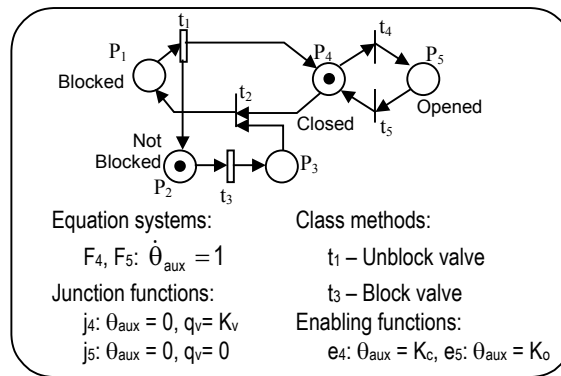 t₁
P₁
P₄
t₄
P₅
Blocked
t₂
Closed
t₅
Opened
Not
Blocked
P₂
t₃
P₃
Equation systems:
F₄, F₅: θ̇aux = 1
Junction functions:
j₄: θaux = 0, qv= Kv
j₅: θaux = 0, qv= 0
Class methods:
t₁ – Unblock valve
t₃ – Block valve
Enabling functions:
e₄: θaux = Kc, e₅: θaux = Ko